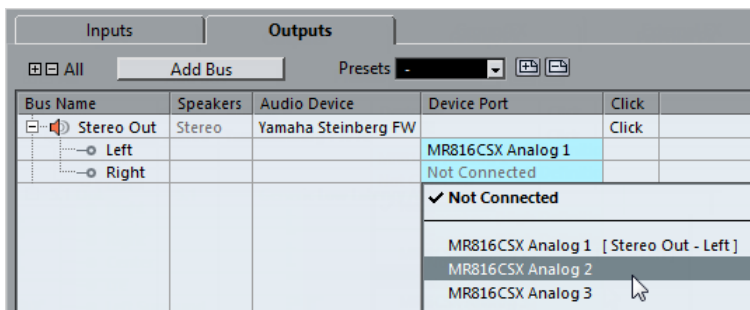 Inputs Outputs
All Add Bus Presets -
Bus Name Speakers Audio Device Device Port Click
Stereo Out Stereo Yamaha Steinberg FW Click
Left MR816CSX Analog 1
Right Not Connected
✓ Not Connected
MR816CSX Analog 1 [ Stereo Out - Left ]
MR816CSX Analog 2
MR816CSX Analog 3